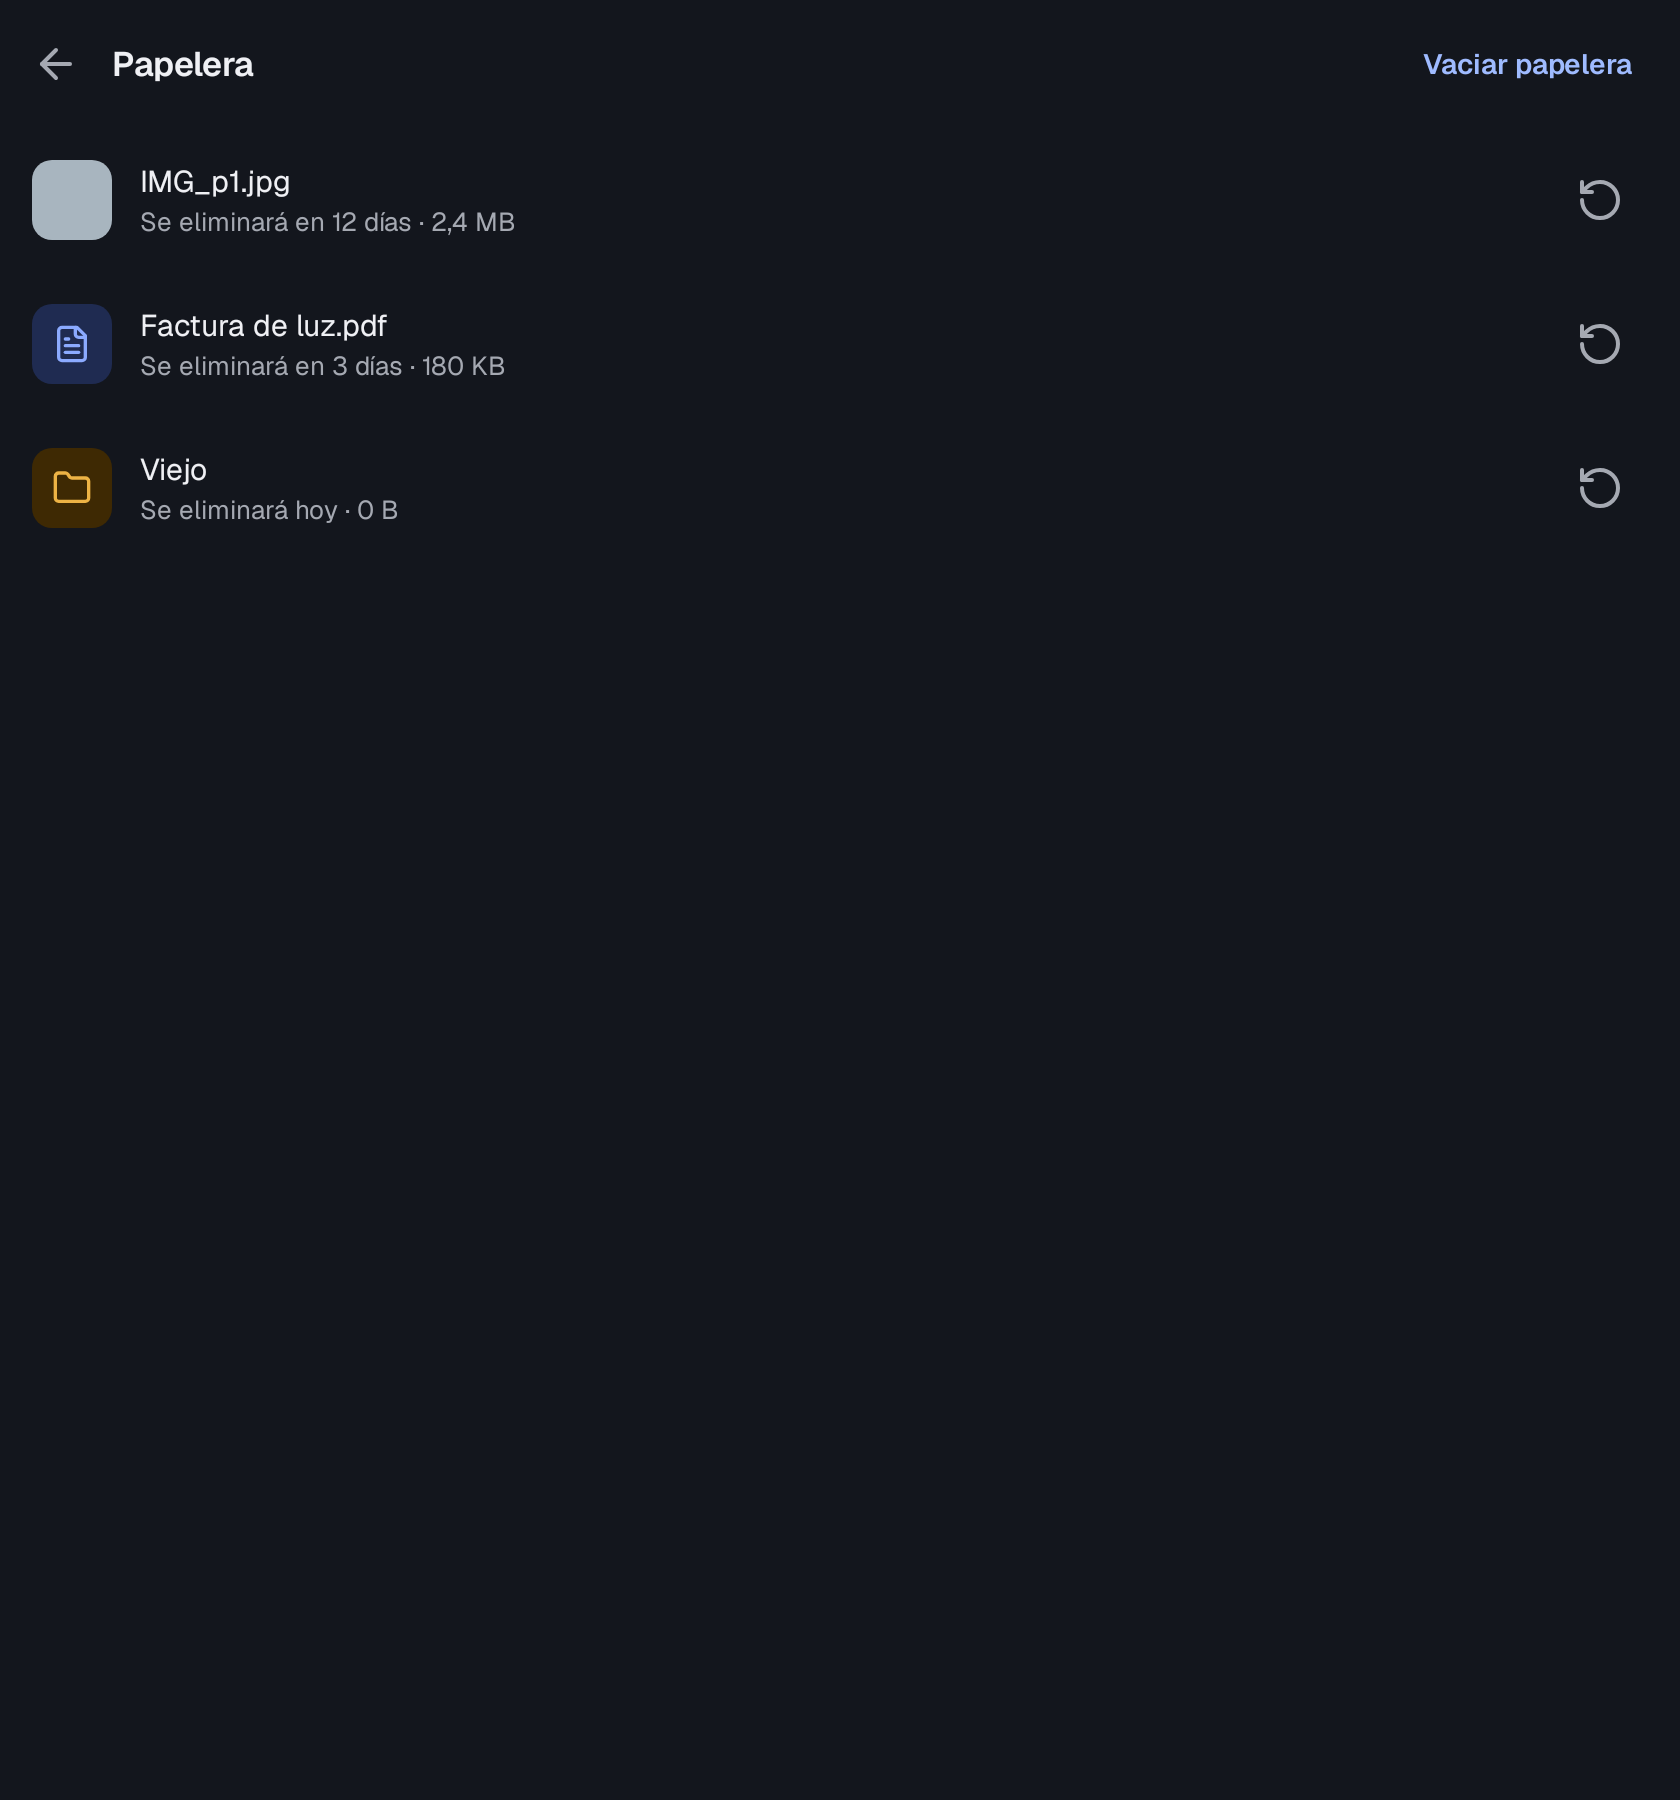 Papelera
Vaciar papelera
IMG_p1.jpg
Se eliminará en 12 días · 2,4 MB
Factura de luz.pdf
Se eliminará en 3 días · 180 KB
Viejo
Se eliminará hoy · 0 B